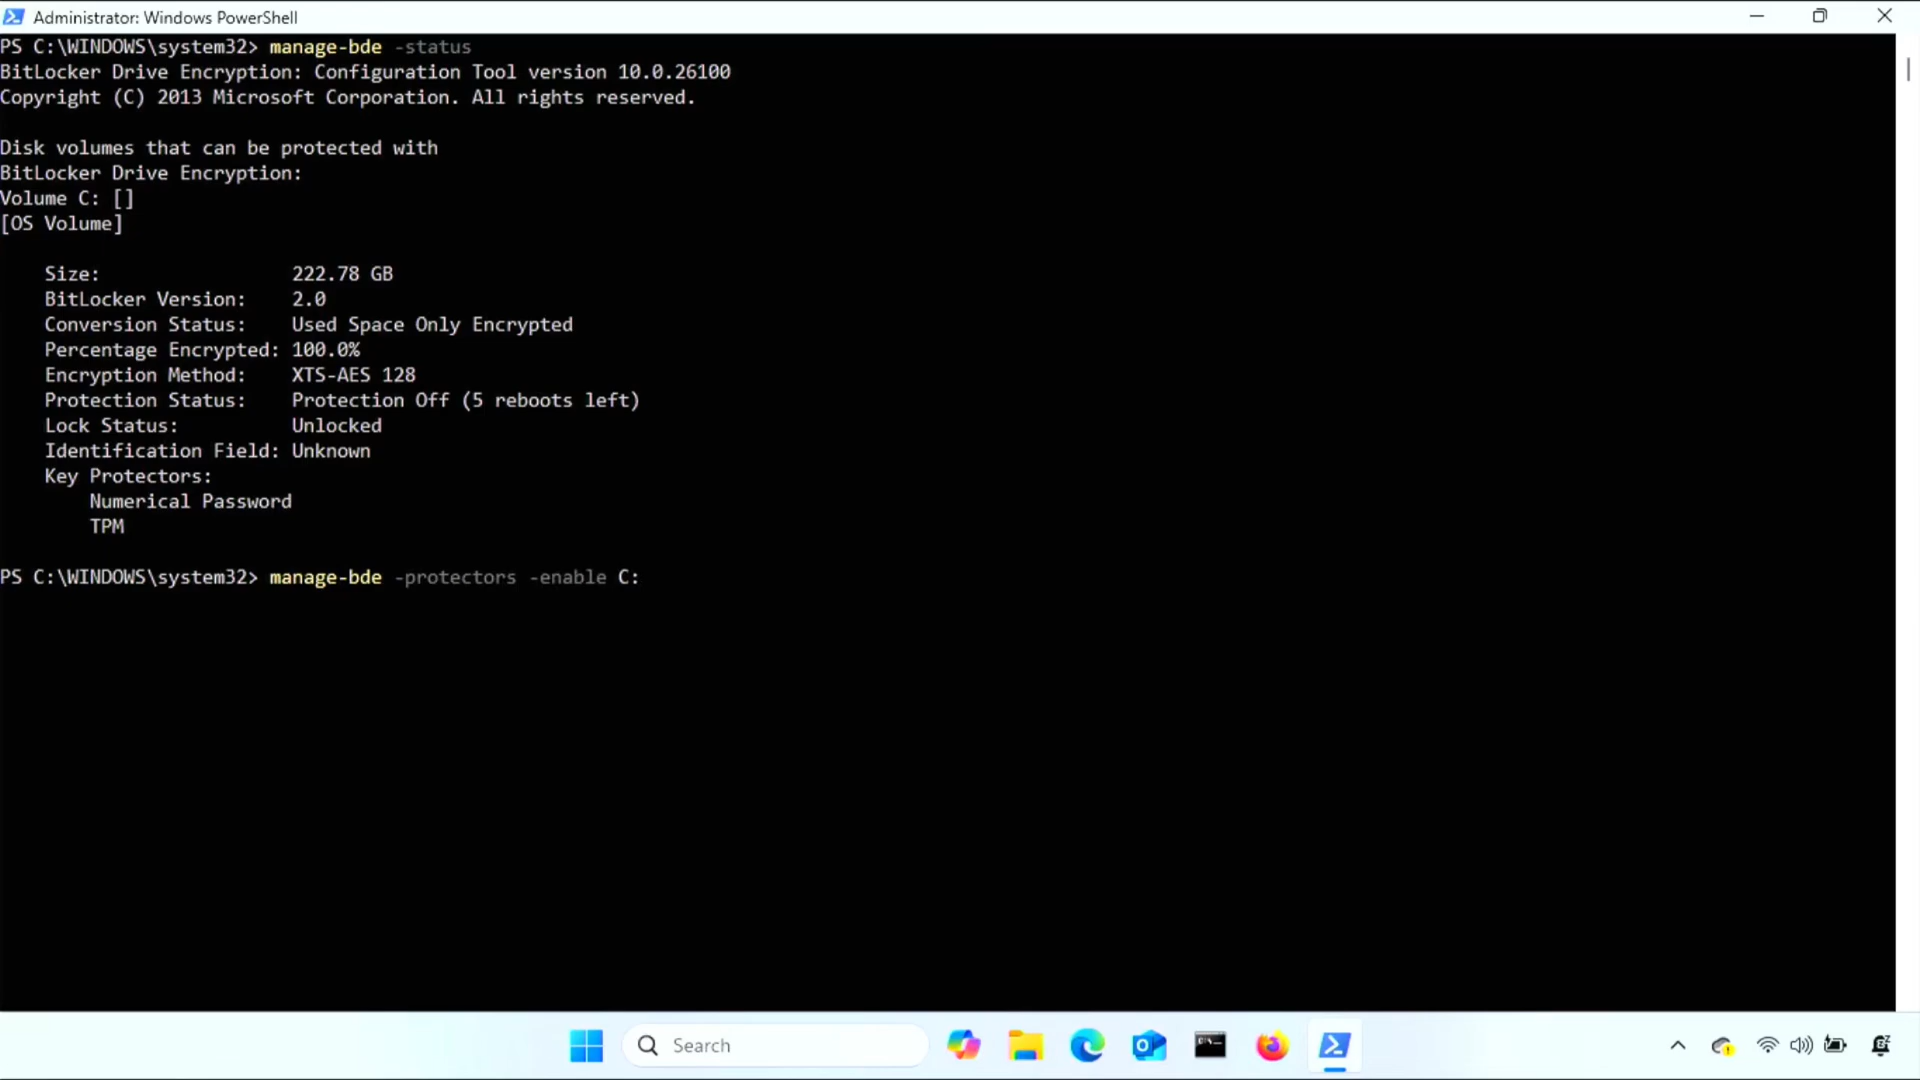 Administrator: Windows PowerShell
PS C:\WINDOWS\system32> manage-bde -status
BitLocker Drive Encryption: Configuration Tool version 10.0.26100
Copyright (C) 2013 Microsoft Corporation. All rights reserved.
Disk volumes that can be protected with
BitLocker Drive Encryption:
Volume C: []
[OS Volume]
Size: 222.78 GB
BitLocker Version: 2.0
Conversion Status: Used Space Only Encrypted
Percentage Encrypted: 100.0%
Encryption Method: XTS-AES 128
Protection Status: Protection Off (5 reboots left)
Lock Status: Unlocked
Identification Field: Unknown
Key Protectors:
Numerical Password
TPM
PS C:\WINDOWS\system32> manage-bde -protectors -enable C:
Search